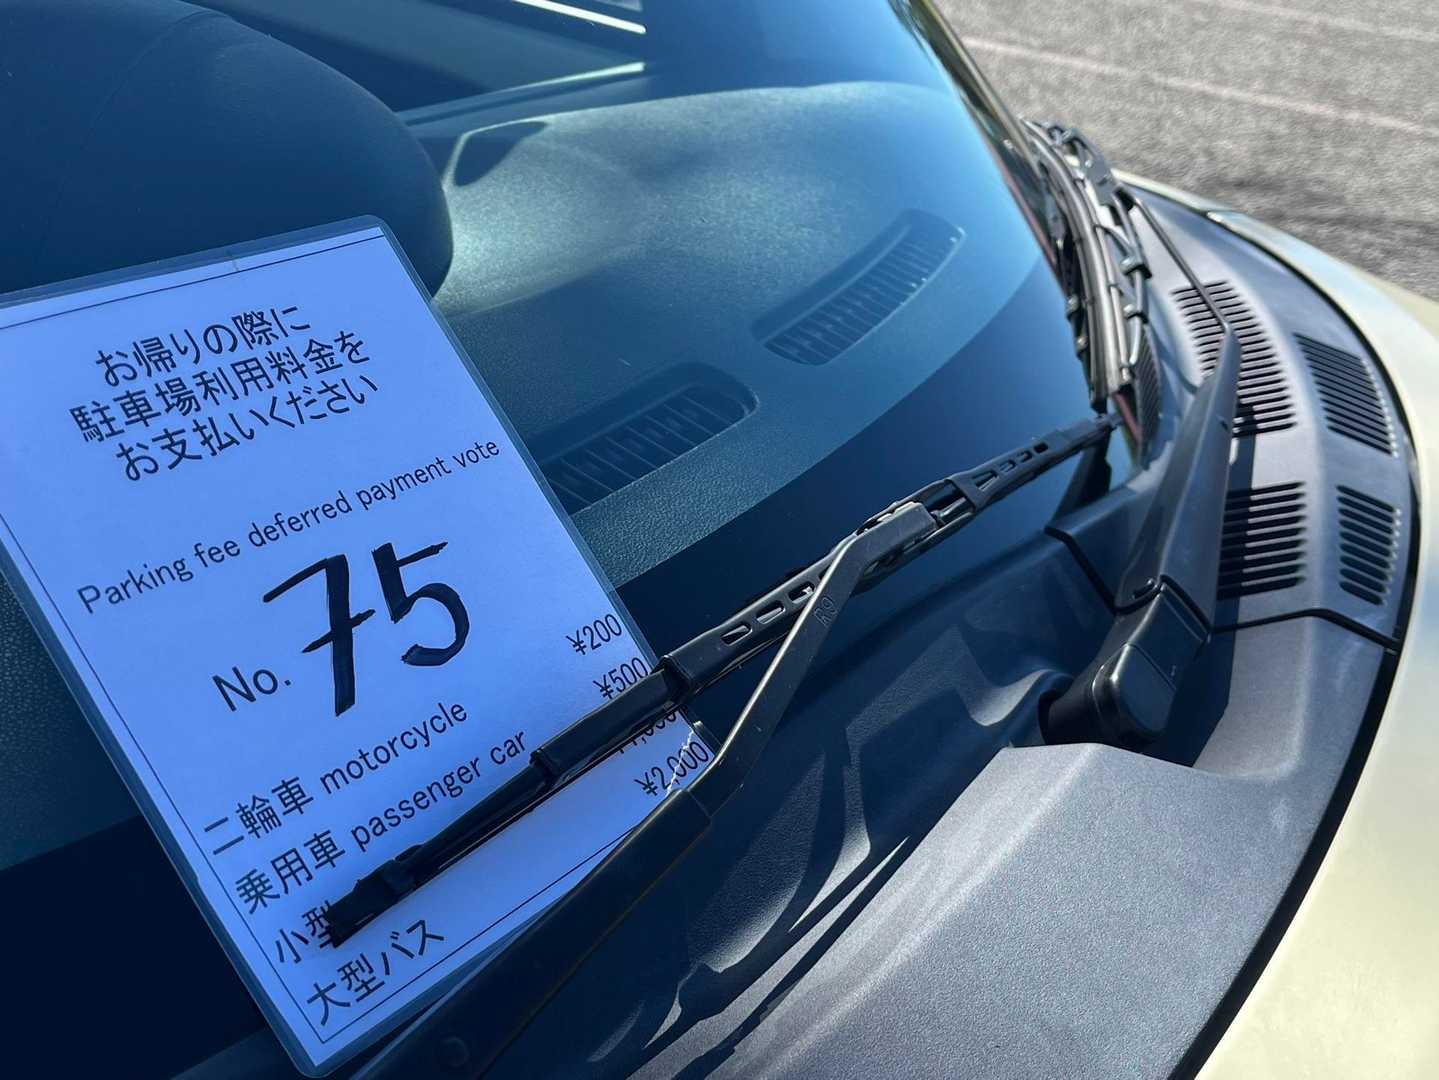 お帰りの際に
駐車場利用料金を
お支払いください
Parking fee deferred payment vote
No. 75
二輪車 motorcycle ¥200
乗用車 passenger car ¥500
小型
大型バス ¥2,000
R9